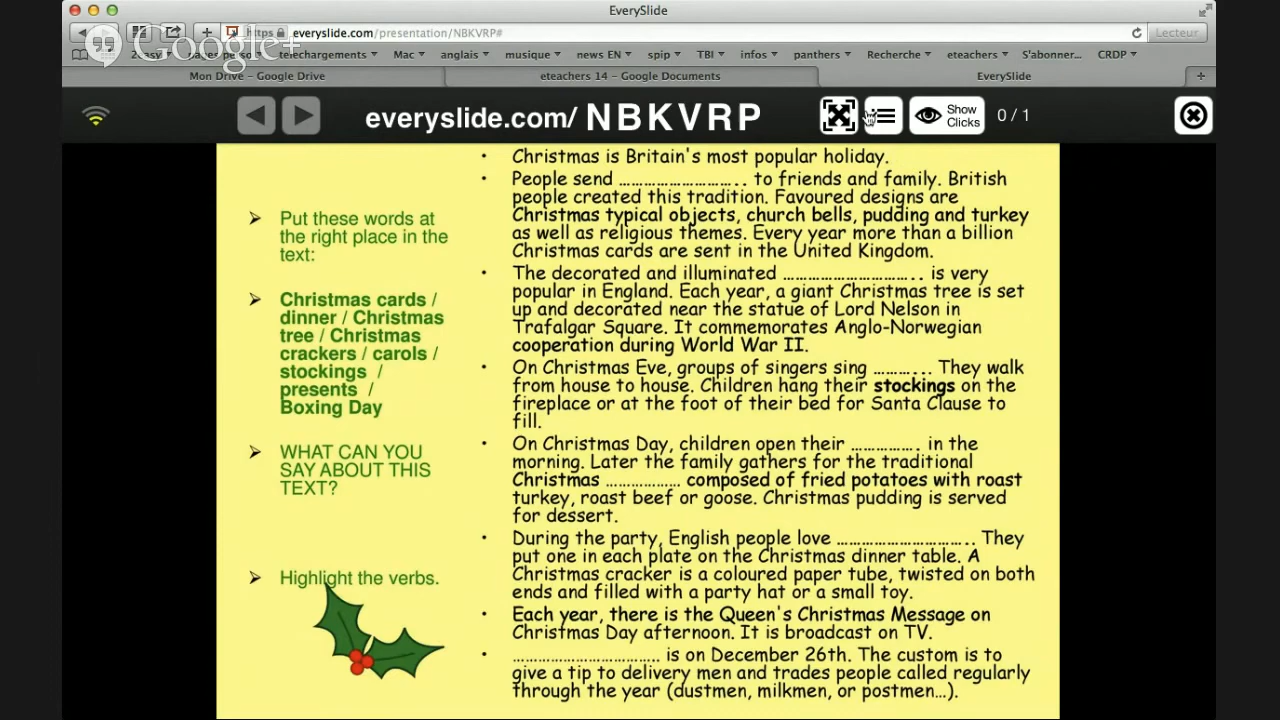 EverySlide
https everyslide.com/presentation/NBKVRP#
Lecteur
Google+
telechargements Mac anglais musique news EN spip TBI infos panthers Recherche eteachers S'abonner... CRDP
Mon Drive – Google Drive
eteachers 14 – Google Documents
EverySlide
everyslide.com/ NBKVRP
Show
Clicks
0 / 1
Put these words at
the right place in the
text:
Christmas cards /
dinner / Christmas
tree / Christmas
crackers / carols /
stockings /
presents /
Boxing Day
WHAT CAN YOU
SAY ABOUT THIS
TEXT?
Highlight the verbs.
• Christmas is Britain's most popular holiday.
• People send ……………………….. to friends and family. British
people created this tradition. Favoured designs are
Christmas typical objects, church bells, pudding and turkey
as well as religious themes. Every year more than a billion
Christmas cards are sent in the United Kingdom.
• The decorated and illuminated …………………………….. is very
popular in England. Each year, a giant Christmas tree is set
up and decorated near the statue of Lord Nelson in
Trafalgar Square. It commemorates Anglo-Norwegian
cooperation during World War II.
• On Christmas Eve, groups of singers sing ………... They walk
from house to house. Children hang their stockings on the
fireplace or at the foot of their bed for Santa Clause to
fill.
• On Christmas Day, children open their ……………. in the
morning. Later the family gathers for the traditional
Christmas ……………… composed of fried potatoes with roast
turkey, roast beef or goose. Christmas pudding is served
for dessert.
• During the party, English people love ………………………….. They
put one in each plate on the Christmas dinner table. A
Christmas cracker is a coloured paper tube, twisted on both
ends and filled with a party hat or a small toy.
• Each year, there is the Queen's Christmas Message on
Christmas Day afternoon. It is broadcast on TV.
• …………………………….. is on December 26th. The custom is to
give a tip to delivery men and trades people called regularly
through the year (dustmen, milkmen, or postmen…).